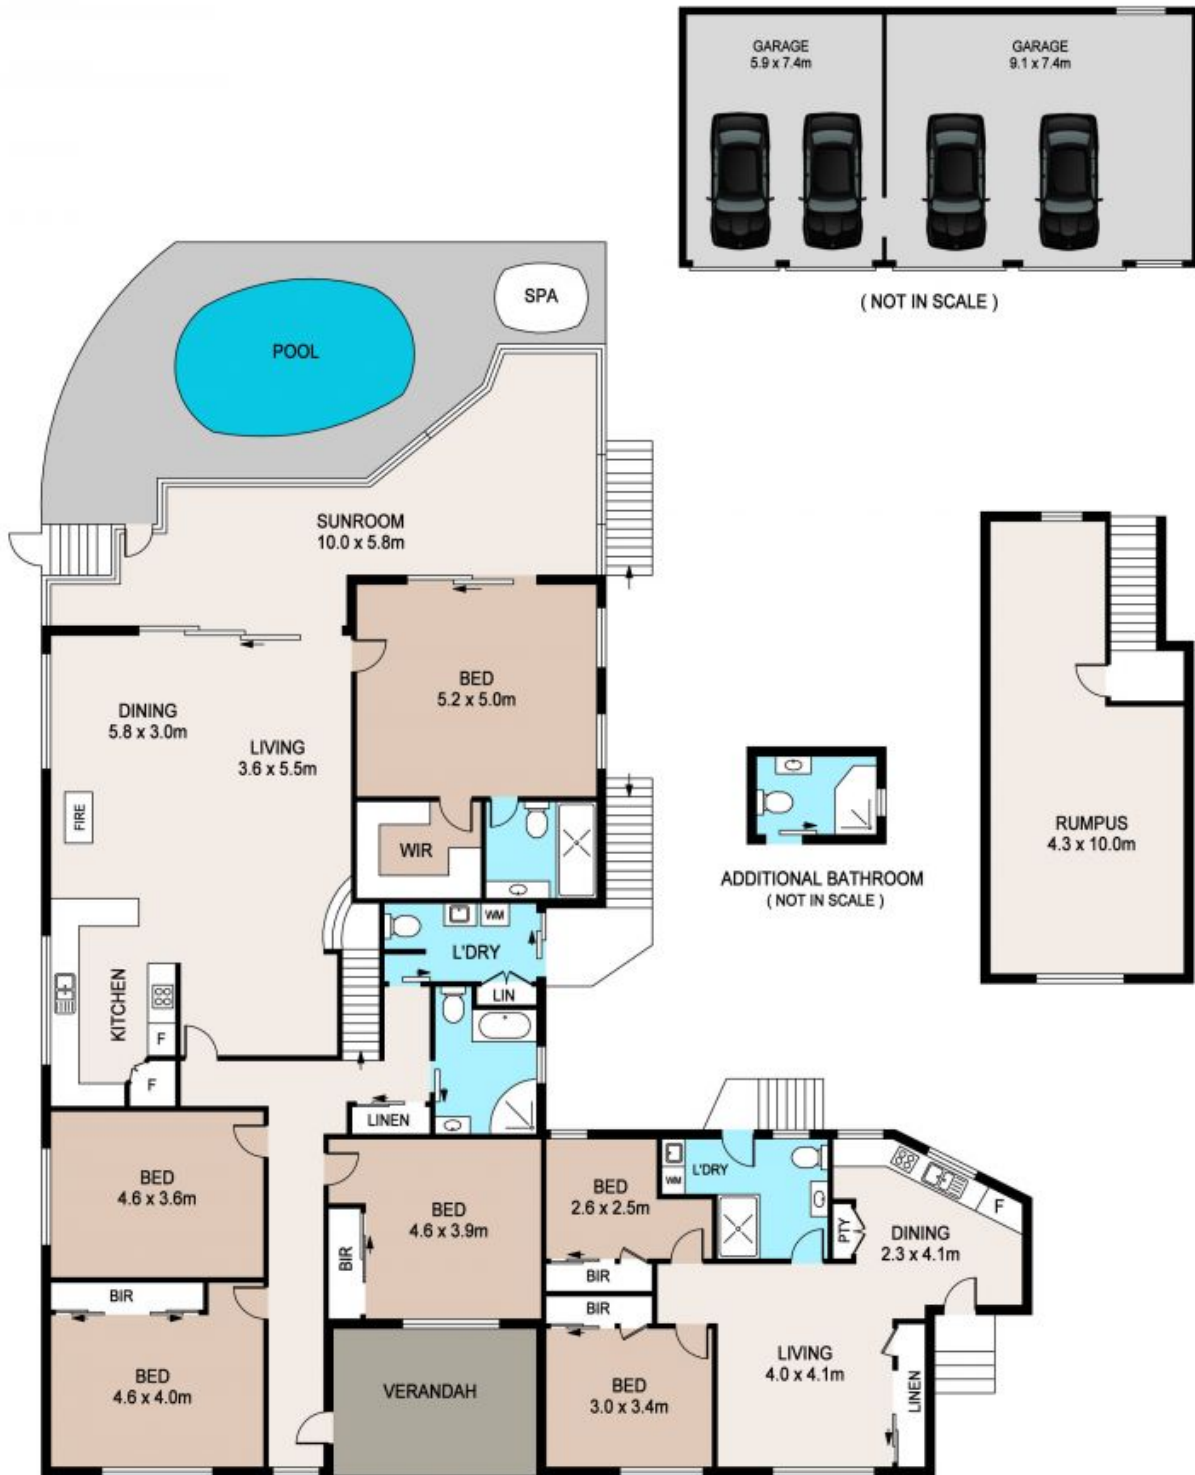 GARAGE
5.9 x 7.4m
GARAGE
9.1 x 7.4m
( NOT IN SCALE )
SPA
POOL
SUNROOM
10.0 x 5.8m
BED
5.2 x 5.0m
DINING
5.8 x 3.0m
LIVING
3.6 x 5.5m
FIRE
WIR
RUMPUS
4.3 x 10.0m
ADDITIONAL BATHROOM
( NOT IN SCALE )
WM
L'DRY
LIN
KITCHEN
F
F
LINEN
BED
4.6 x 3.6m
BED
4.6 x 3.9m
BIR
BED
2.6 x 2.5m
L'DRY
WM
PTY
F
DINING
2.3 x 4.1m
BIR
BIR
BIR
BED
4.6 x 4.0m
VERANDAH
BED
3.0 x 3.4m
LIVING
4.0 x 4.1m
LINEN